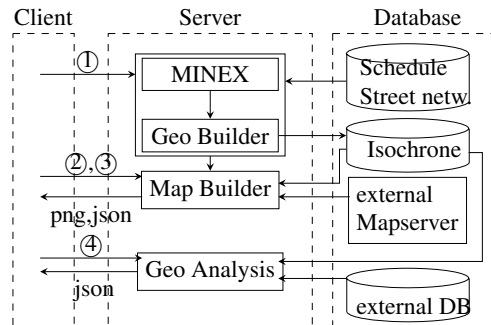 Client Server Database
① MINEX Schedule
Street netw.
Geo Builder
Isochrone
②,③ Map Builder external
Mapserver
png,json
④ Geo Analysis
json
external DB